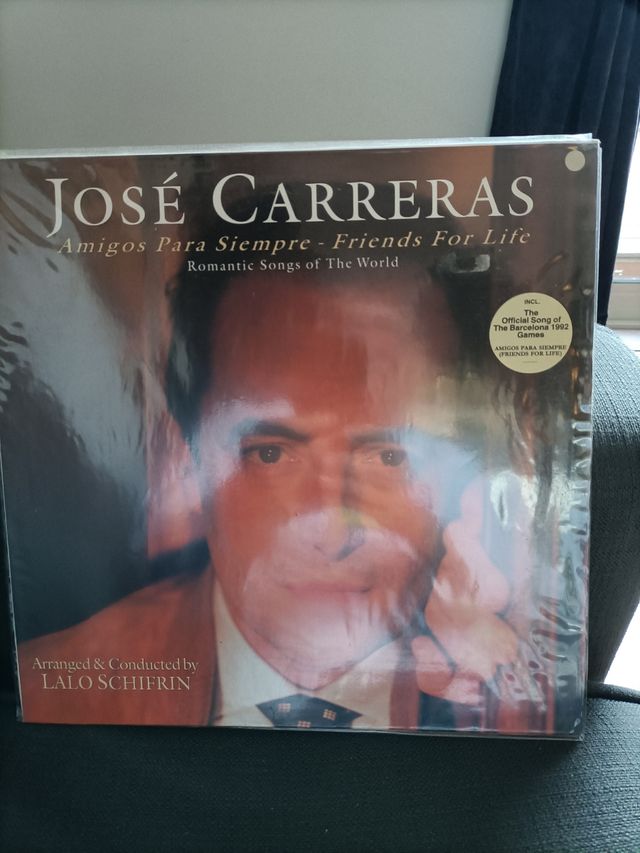 JOSÉ CARRERAS
Amigos Para Siempre - Friends For Life
Romantic Songs of The World
INCL.
The
Official Song of
The Barcelona 1992
Games
AMIGOS PARA SIEMPRE
(FRIENDS FOR LIFE)
Arranged & Conducted by
LALO SCHIFRIN